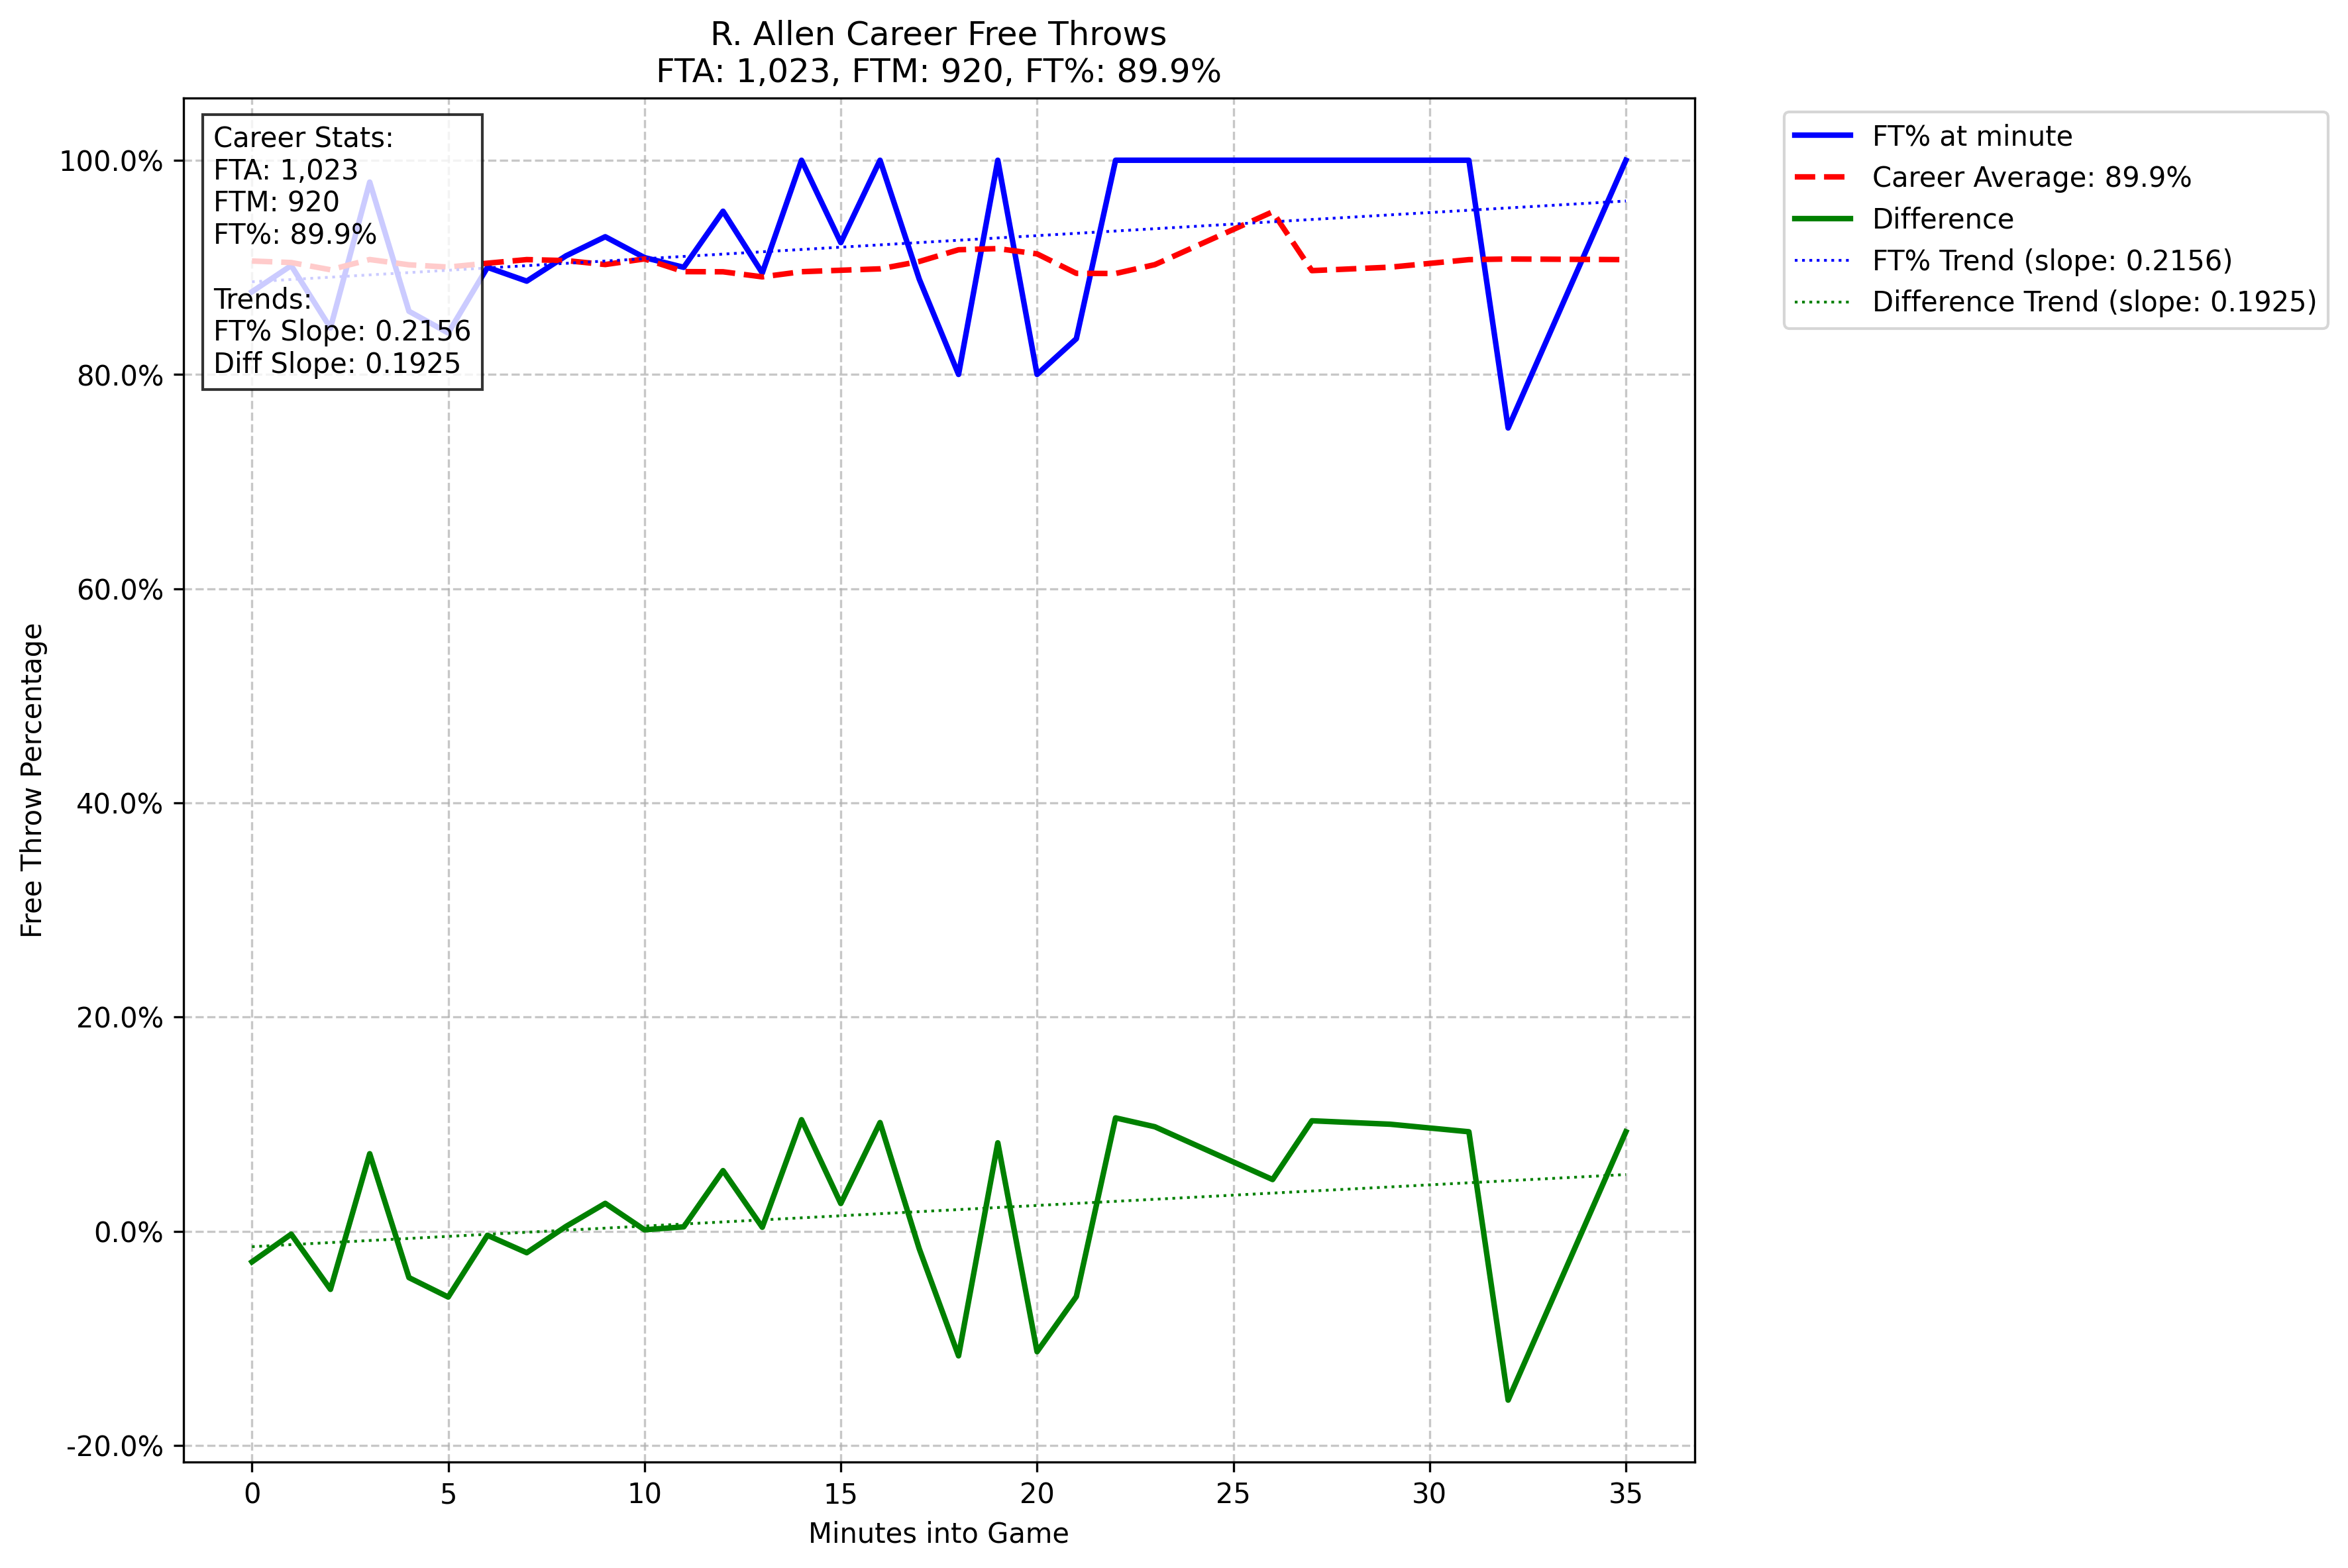 R. Allen Career Free Throws
FTA: 1,023, FTM: 920, FT%: 89.9%
Career Stats:
FTA: 1,023
FTM: 920
FT%: 89.9%
Trends:
FT% Slope: 0.2156
Diff Slope: 0.1925
FT% at minute
Career Average: 89.9%
Difference
FT% Trend (slope: 0.2156)
Difference Trend (slope: 0.1925)
Free Throw Percentage
100.0%
80.0%
60.0%
40.0%
20.0%
0.0%
-20.0%
0 5 10 15 20 25 30 35
Minutes into Game